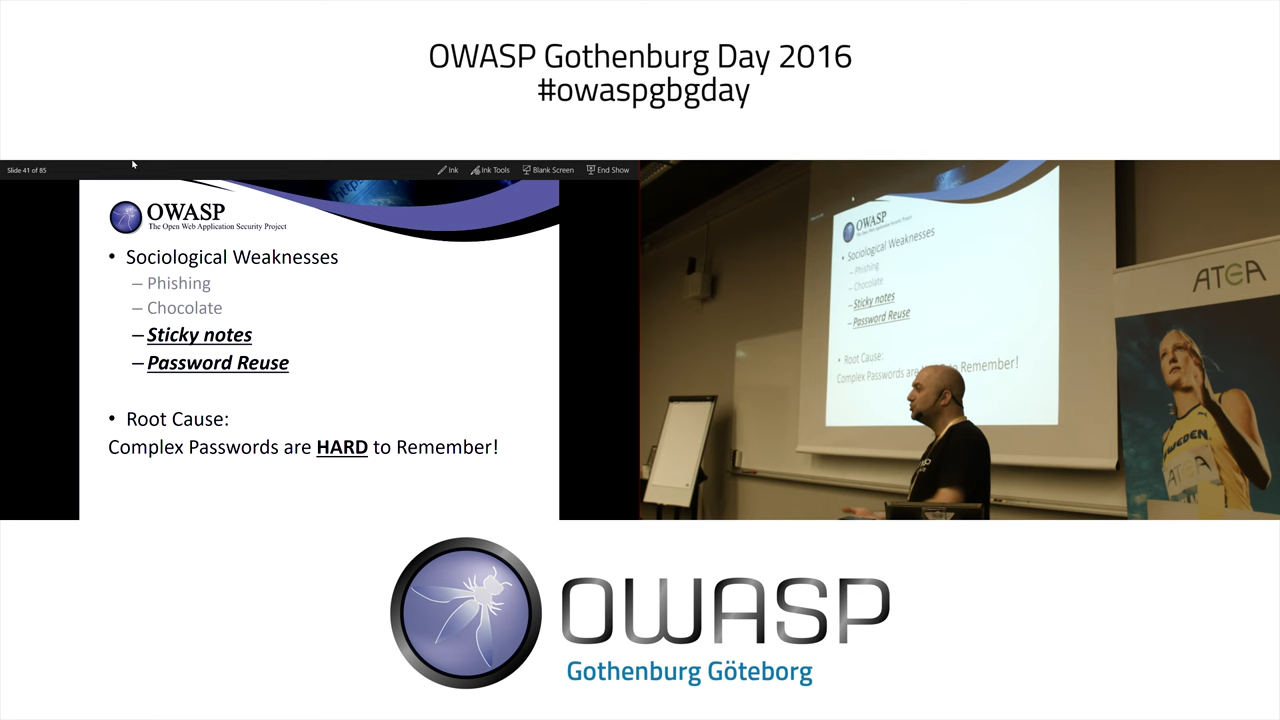 OWASP Gothenburg Day 2016
#owaspgbgday
Slide 41 of 85
Ink
Ink Tools
Blank Screen
End Show
OWASP
The Open Web Application Security Project
• Sociological Weaknesses
– Phishing
– Chocolate
– Sticky notes
– Password Reuse
• Root Cause:
Complex Passwords are HARD to Remember!
OWASP
• Sociological Weaknesses
– Phishing
– Chocolate
– Sticky notes
– Password Reuse
• Root Cause:
Complex Passwords are to Remember!
ATEA
SWEDEN
ATEA
OWASP
Gothenburg Göteborg